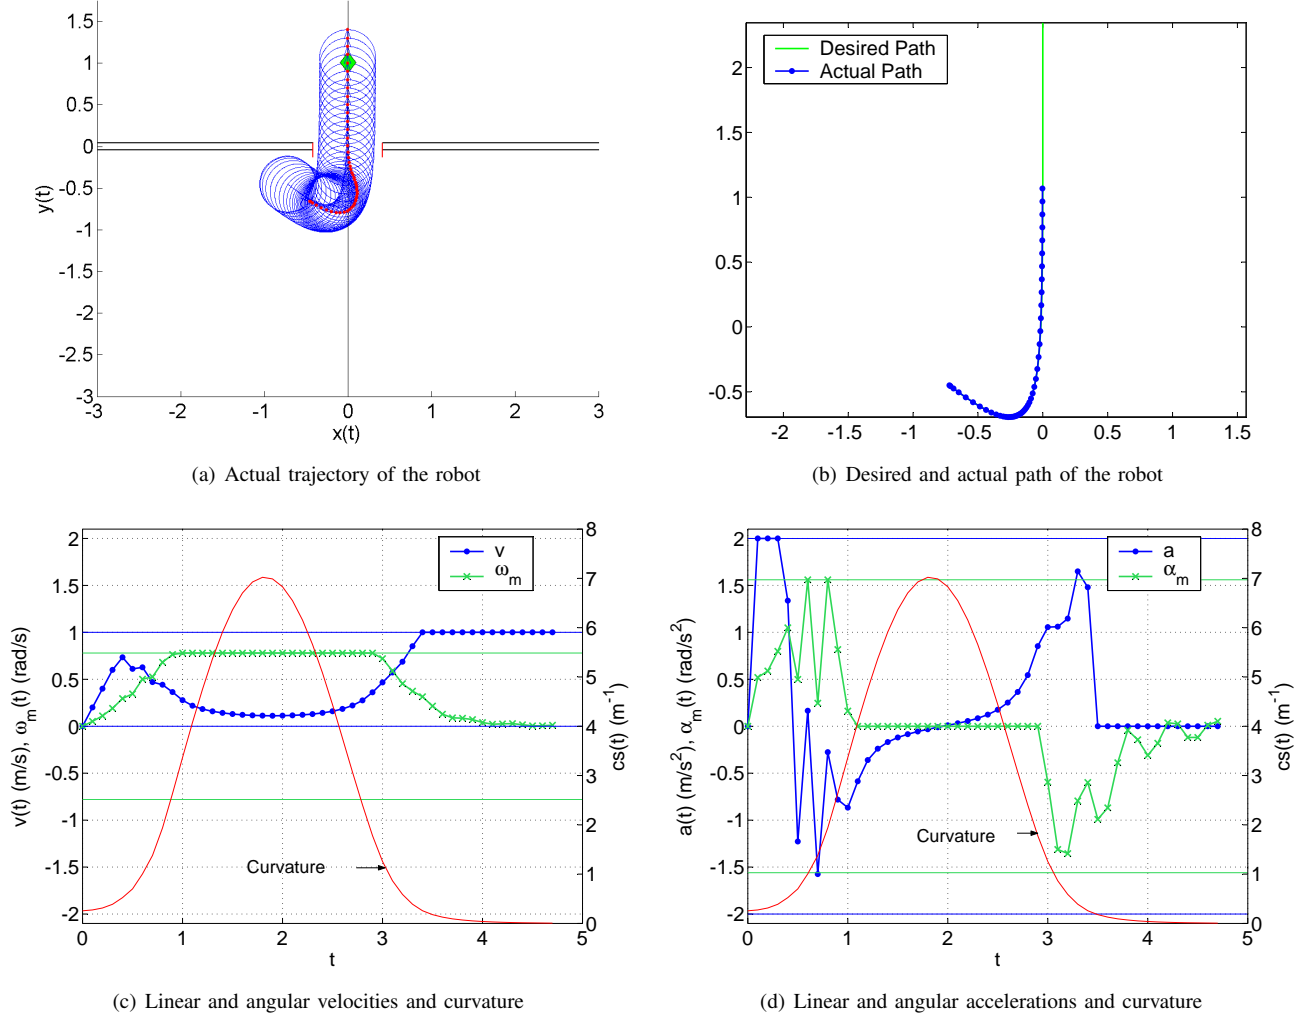 1.5
1
0.5
0
-0.5
-1
-1.5
-2
-2.5
-3
-3 -2 -1 0 1 2 3
y(t)
x(t)
(a) Actual trajectory of the robot
Desired Path
Actual Path
2
1.5
1
0.5
0
-0.5
-2 -1.5 -1 -0.5 0 0.5 1 1.5
(b) Desired and actual path of the robot
v
ωm
2
1.5
1
0.5
0
-0.5
-1
-1.5
-2
8
7
6
5
4
3
2
1
0
v(t) (m/s), ωm(t) (rad/s)
cs(t) (m-1)
Curvature
0 1 2 3 4 5
t
(c) Linear and angular velocities and curvature
a
αm
2
1.5
1
0.5
0
-0.5
-1
-1.5
-2
8
7
6
5
4
3
2
1
0
a(t) (m/s2), αm(t) (rad/s2)
cs(t) (m-1)
Curvature
0 1 2 3 4 5
t
(d) Linear and angular accelerations and curvature